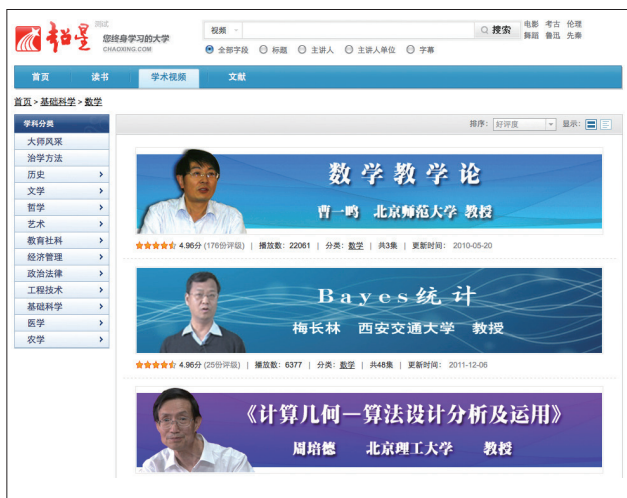 超星 测试
您终身学习的大学
CHAOXING.COM
视频 搜索
电影 考古 伦理
舞蹈 鲁迅 先秦
全部字段 标题 主讲人 主讲人单位 字幕
首页 读书 学术视频 文献
首页 > 基础科学 > 数学
学科分类
排序: 好评度 显示:
大师风采
治学方法
历史
文学
哲学
艺术
教育社科
经济管理
政治法律
工程技术
基础科学
医学
农学
数学教学论
曹一鸣 北京师范大学 教授
4.96分 (176份评级) | 播放数: 22061 | 分类: 数学 | 共3集 | 更新时间: 2010-05-20
Bayes统计
梅长林 西安交通大学 教授
4.96分 (25份评级) | 播放数: 6377 | 分类: 数学 | 共48集 | 更新时间: 2011-12-06
《计算几何—算法设计分析及运用》
周培德 北京理工大学 教授